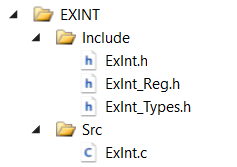 EXINT
Include
ExInt.h
ExInt_Reg.h
ExInt_Types.h
Src
ExInt.c